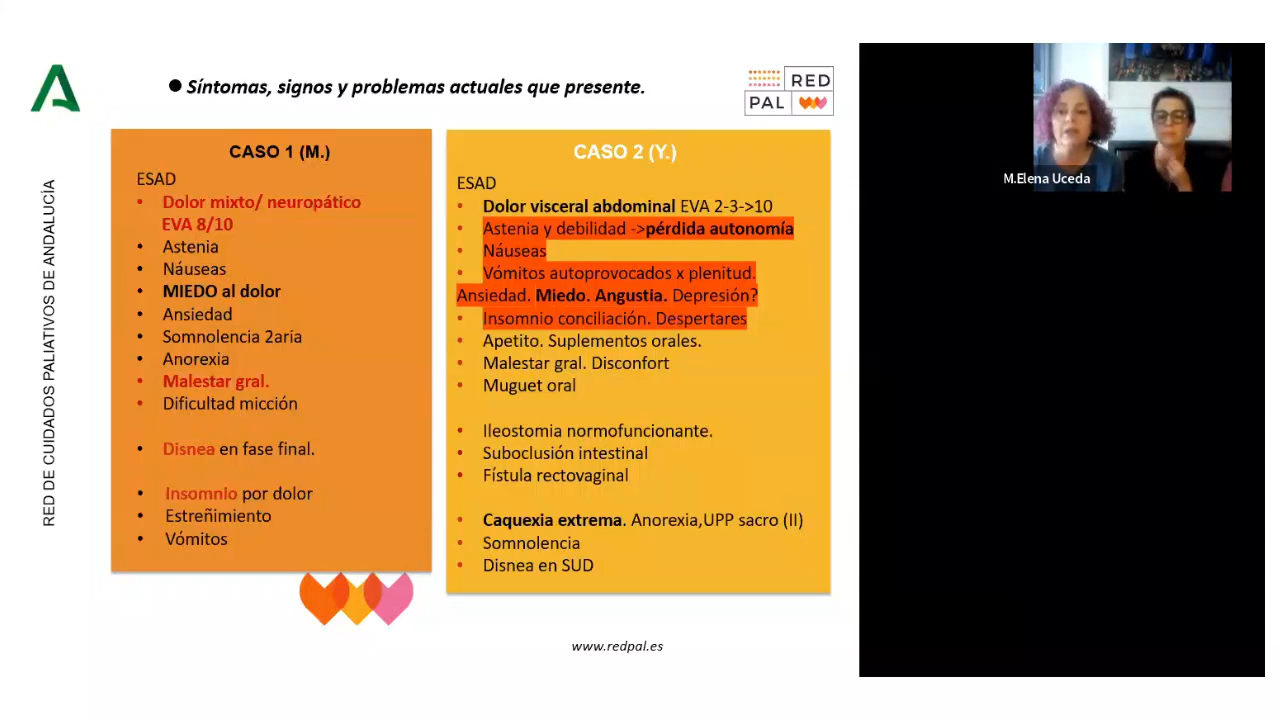 ● Síntomas, signos y problemas actuales que presente.
RED
PAL
RED DE CUIDADOS PALIATIVOS DE ANDALUCÍA
CASO 1 (M.)
ESAD
• Dolor mixto/ neuropático
EVA 8/10
• Astenia
• Náuseas
• MIEDO al dolor
• Ansiedad
• Somnolencia 2aria
• Anorexia
• Malestar gral.
• Dificultad micción
• Disnea en fase final.
• Insomnio por dolor
• Estreñimiento
• Vómitos
CASO 2 (Y.)
ESAD
• Dolor visceral abdominal EVA 2-3->10
• Astenia y debilidad ->pérdida autonomía
• Náuseas
• Vómitos autoprovocados x plenitud.
Ansiedad. Miedo. Angustia. Depresión?
• Insomnio conciliación. Despertares
• Apetito. Suplementos orales.
• Malestar gral. Disconfort
• Muguet oral
• Ileostomia normofuncionante.
• Suboclusión intestinal
• Fístula rectovaginal
• Caquexia extrema. Anorexia,UPP sacro (II)
• Somnolencia
• Disnea en SUD
www.redpal.es
M.Elena Uceda